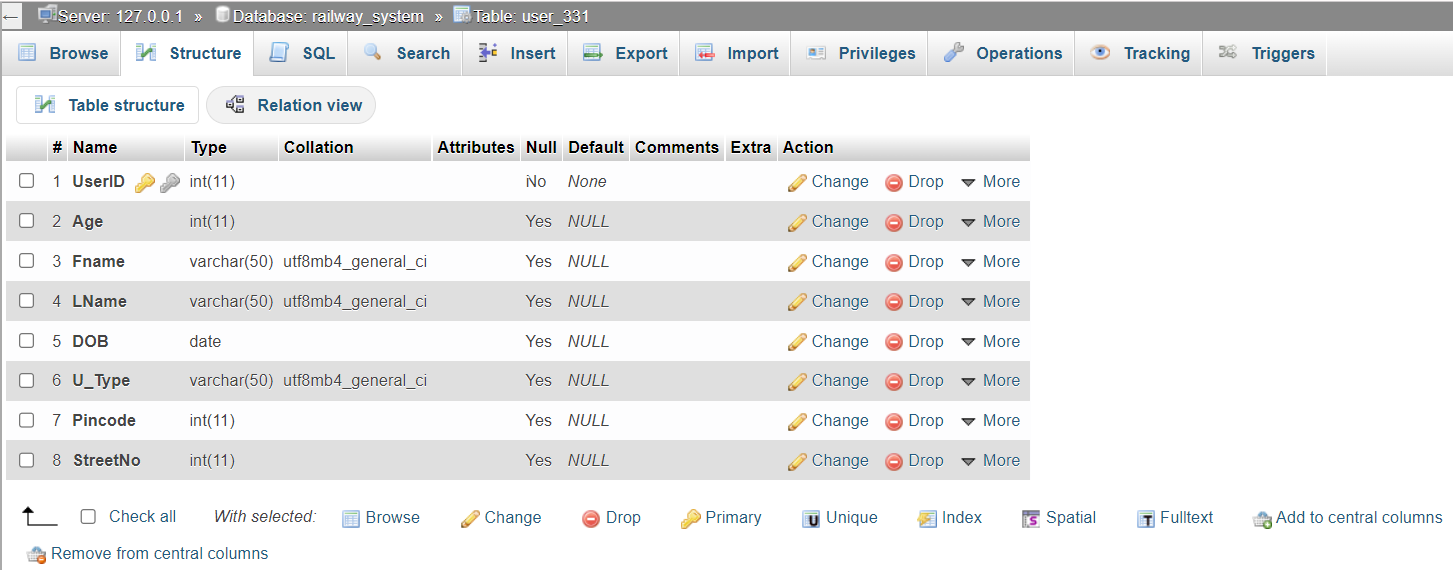 Server: 127.0.0.1 » Database: railway_system » Table: user_331
Browse Structure SQL Search Insert Export Import Privileges Operations Tracking Triggers
Table structure Relation view
# Name Type Collation Attributes Null Default Comments Extra Action
1 UserID int(11) No None Change Drop More
2 Age int(11) Yes NULL Change Drop More
3 Fname varchar(50) utf8mb4_general_ci Yes NULL Change Drop More
4 LName varchar(50) utf8mb4_general_ci Yes NULL Change Drop More
5 DOB date Yes NULL Change Drop More
6 U_Type varchar(50) utf8mb4_general_ci Yes NULL Change Drop More
7 Pincode int(11) Yes NULL Change Drop More
8 StreetNo int(11) Yes NULL Change Drop More
Check all With selected: Browse Change Drop Primary Unique Index Spatial Fulltext Add to central columns
Remove from central columns